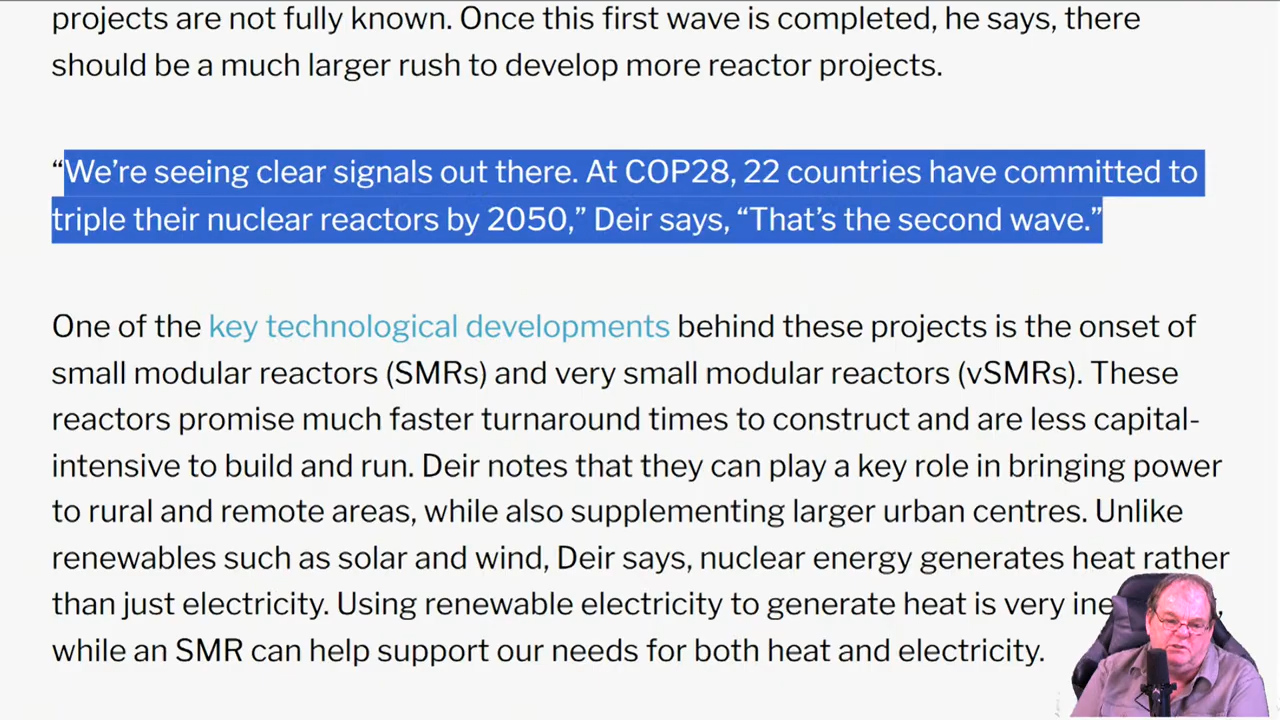 projects are not fully known. Once this first wave is completed, he says, there
should be a much larger rush to develop more reactor projects.
“We’re seeing clear signals out there. At COP28, 22 countries have committed to
triple their nuclear reactors by 2050,” Deir says, “That’s the second wave.”
One of the key technological developments behind these projects is the onset of
small modular reactors (SMRs) and very small modular reactors (vSMRs). These
reactors promise much faster turnaround times to construct and are less capital-
intensive to build and run. Deir notes that they can play a key role in bringing power
to rural and remote areas, while also supplementing larger urban centres. Unlike
renewables such as solar and wind, Deir says, nuclear energy generates heat rather
than just electricity. Using renewable electricity to generate heat is very
while an SMR can help support our needs for both heat and electricity.